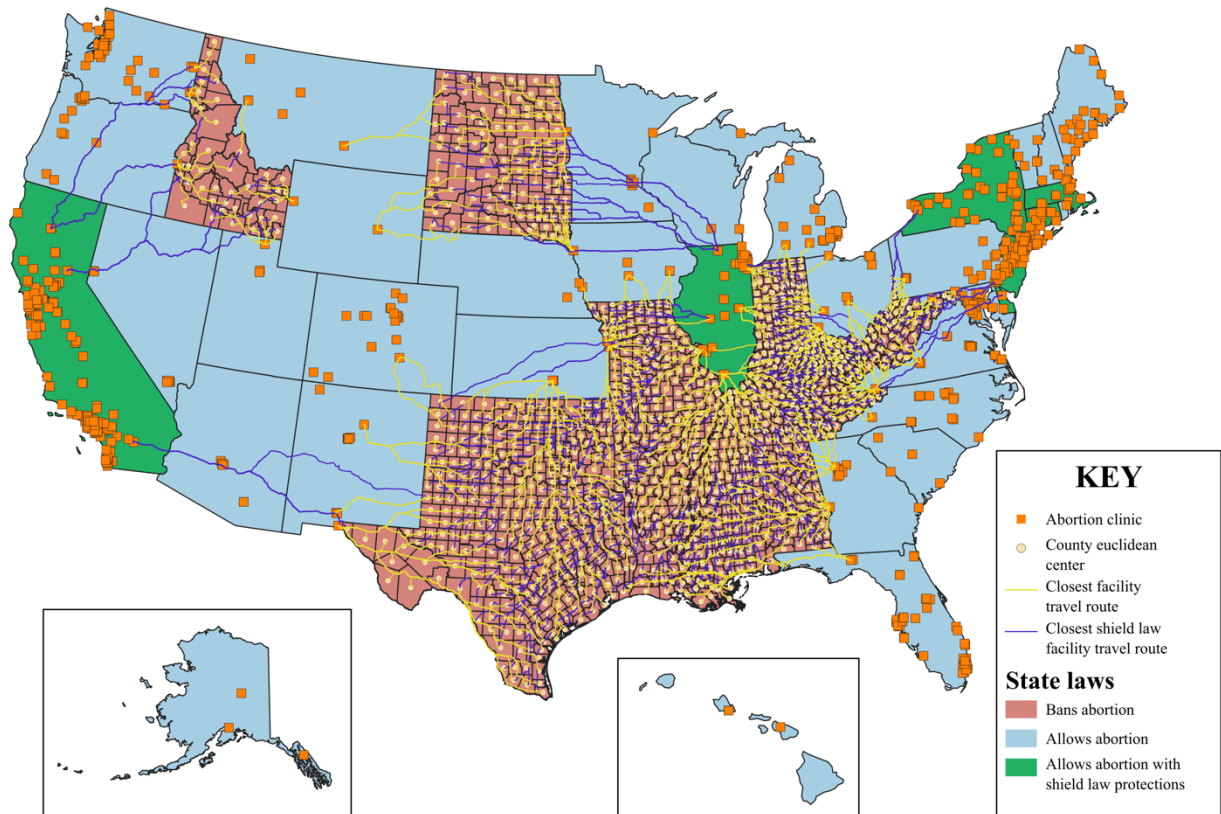 KEY
Abortion clinic
County euclidean
center
Closest facility
travel route
Closest shield law
facility travel route
State laws
Bans abortion
Allows abortion
Allows abortion with
shield law protections